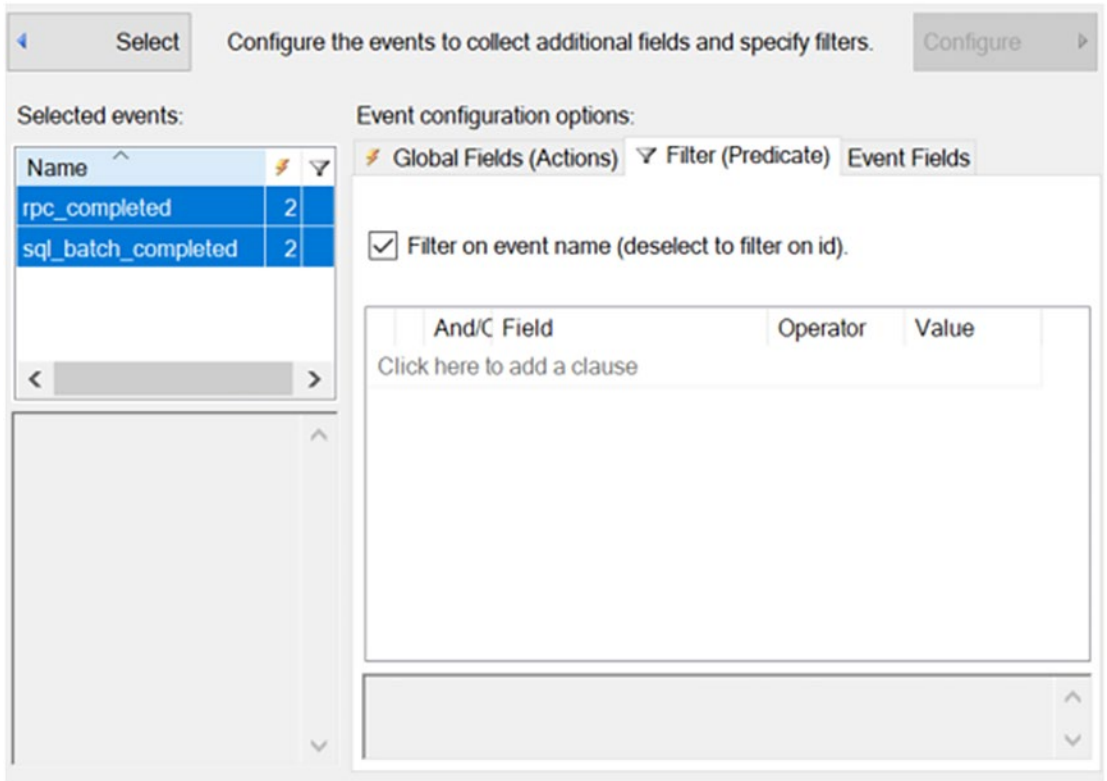 Select
Configure the events to collect additional fields and specify filters.
Configure
Selected events:
Event configuration options:
Name
Global Fields (Actions)
Filter (Predicate)
Event Fields
rpc_completed 2
sql_batch_completed 2
Filter on event name (deselect to filter on id).
And/C Field Operator Value
Click here to add a clause